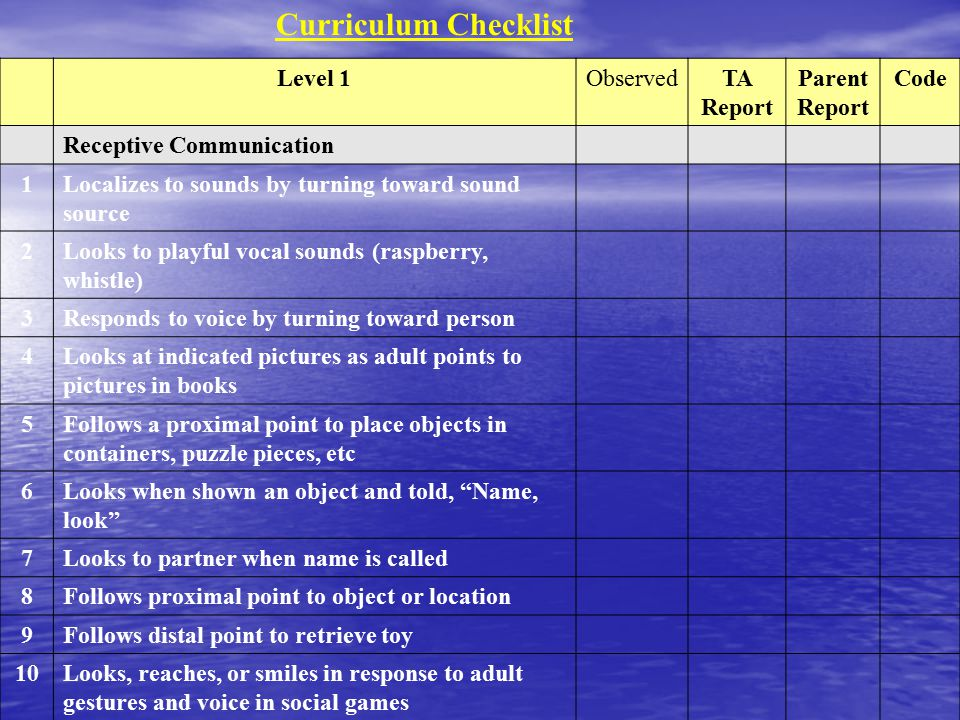 Curriculum Checklist
Level 1 Observed TA Report Parent Report Code
Receptive Communication
1 Localizes to sounds by turning toward sound
source
2 Looks to playful vocal sounds (raspberry,
whistle)
3 Responds to voice by turning toward person
4 Looks at indicated pictures as adult points to
pictures in books
5 Follows a proximal point to place objects in
containers, puzzle pieces, etc
6 Looks when shown an object and told, “Name,
look”
7 Looks to partner when name is called
8 Follows proximal point to object or location
9 Follows distal point to retrieve toy
10 Looks, reaches, or smiles in response to adult
gestures and voice in social games